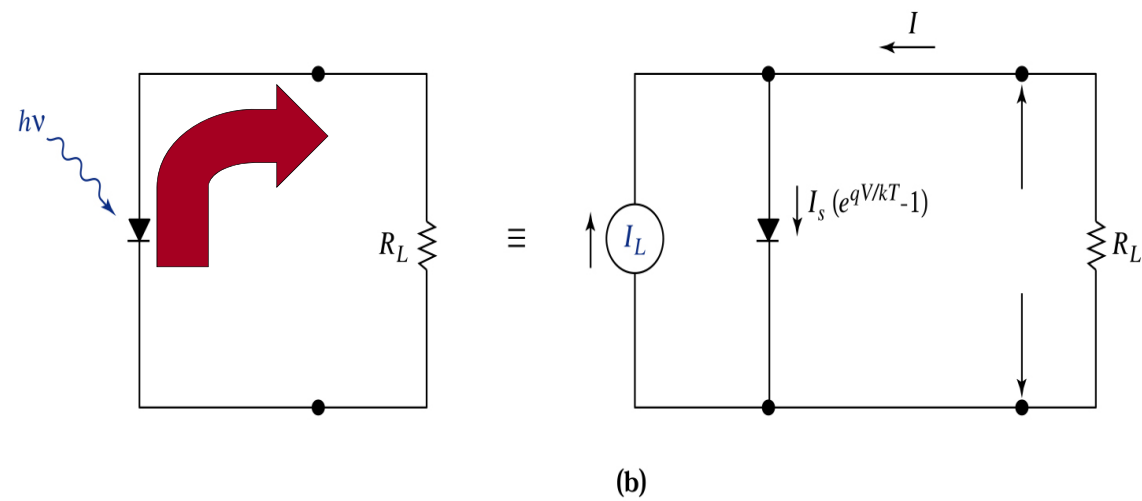 I
hν
I_s (e^{qV/kT}-1)
R_L
≡
I_L
R_L
(b)